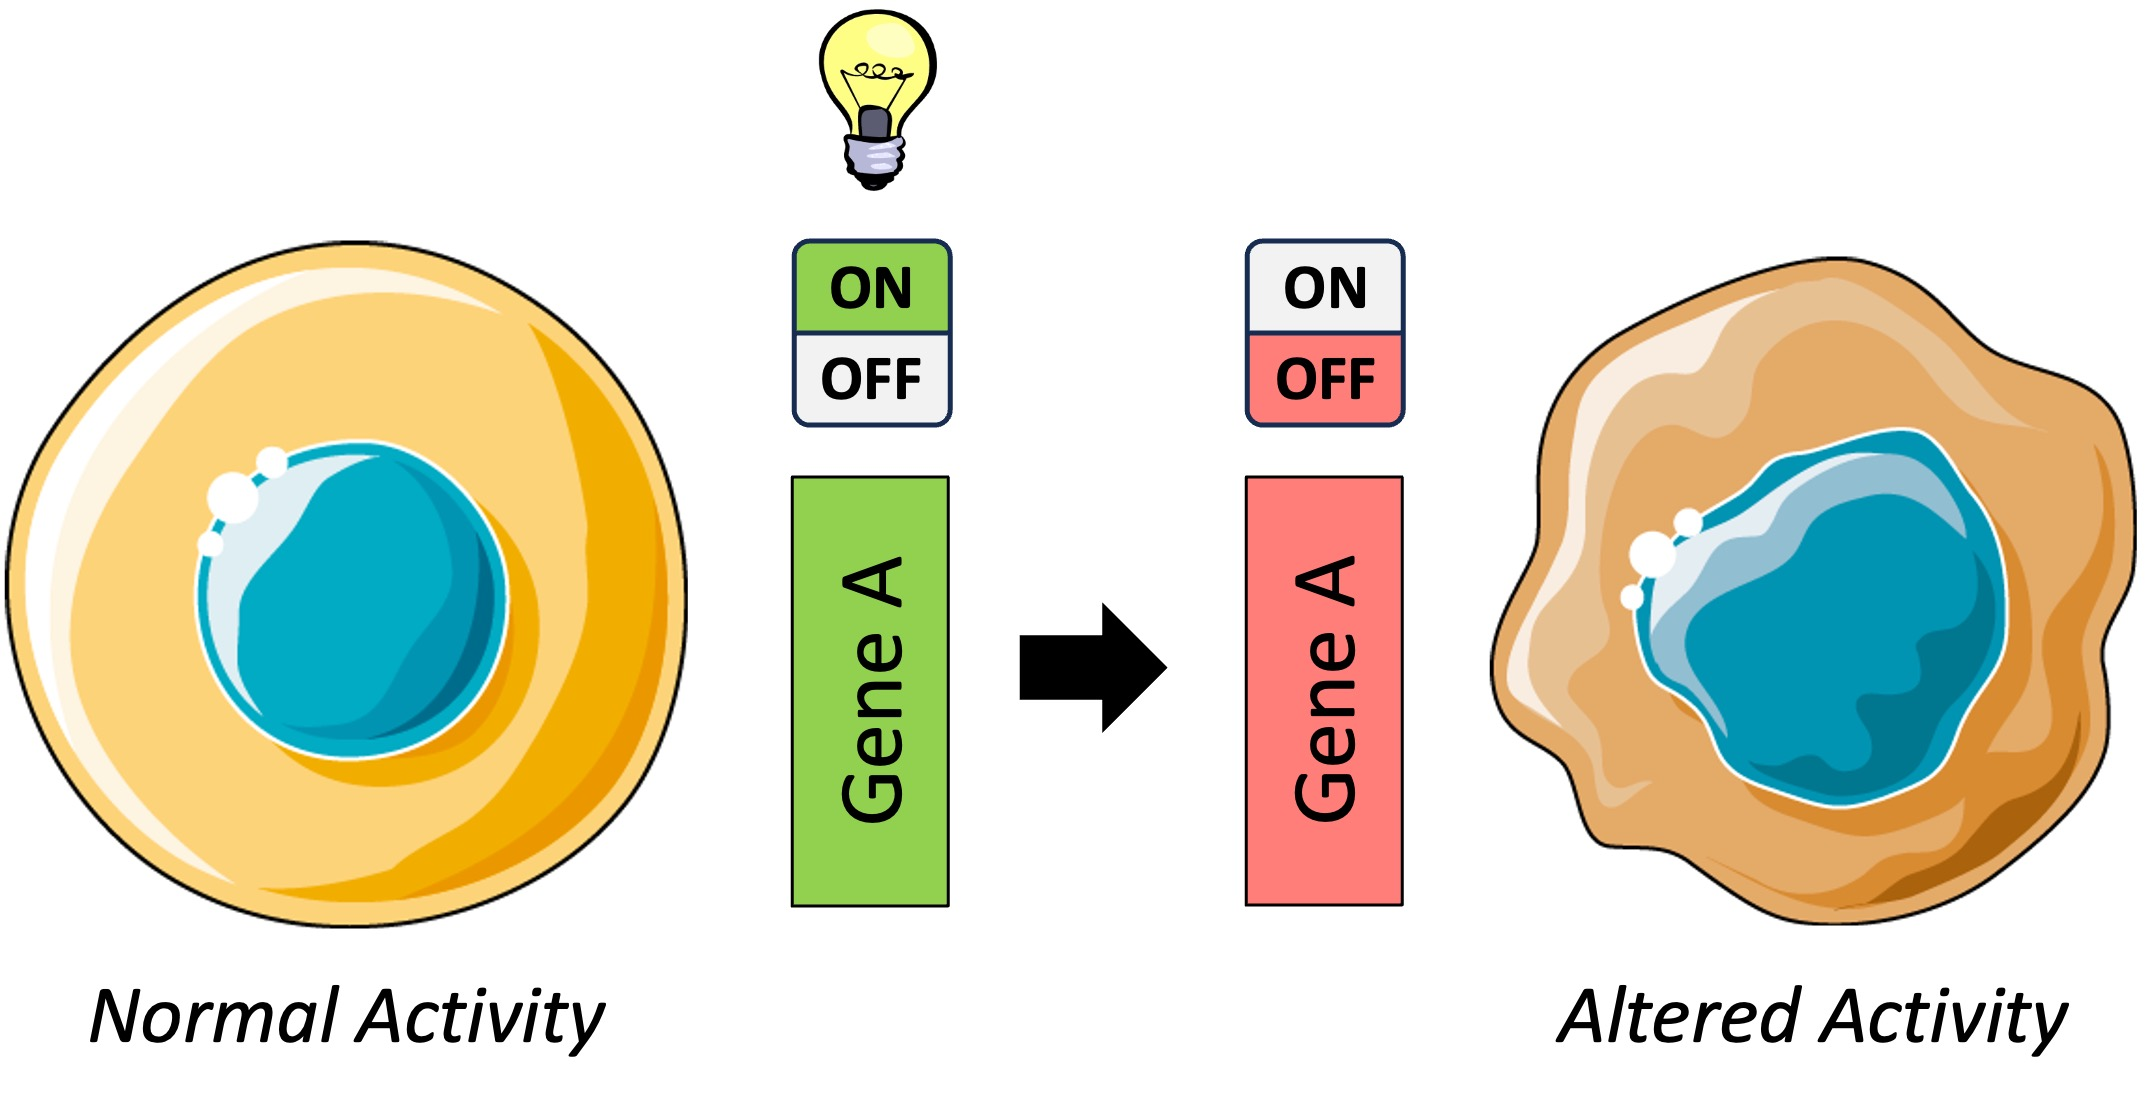 ON
OFF
Gene A
ON
OFF
Gene A
Normal Activity
Altered Activity